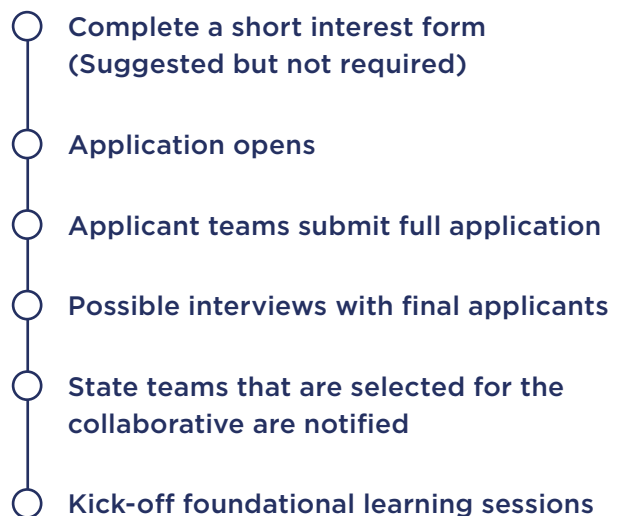 Complete a short interest form
(Suggested but not required)
Application opens
Applicant teams submit full application
Possible interviews with final applicants
State teams that are selected for the
collaborative are notified
Kick-off foundational learning sessions